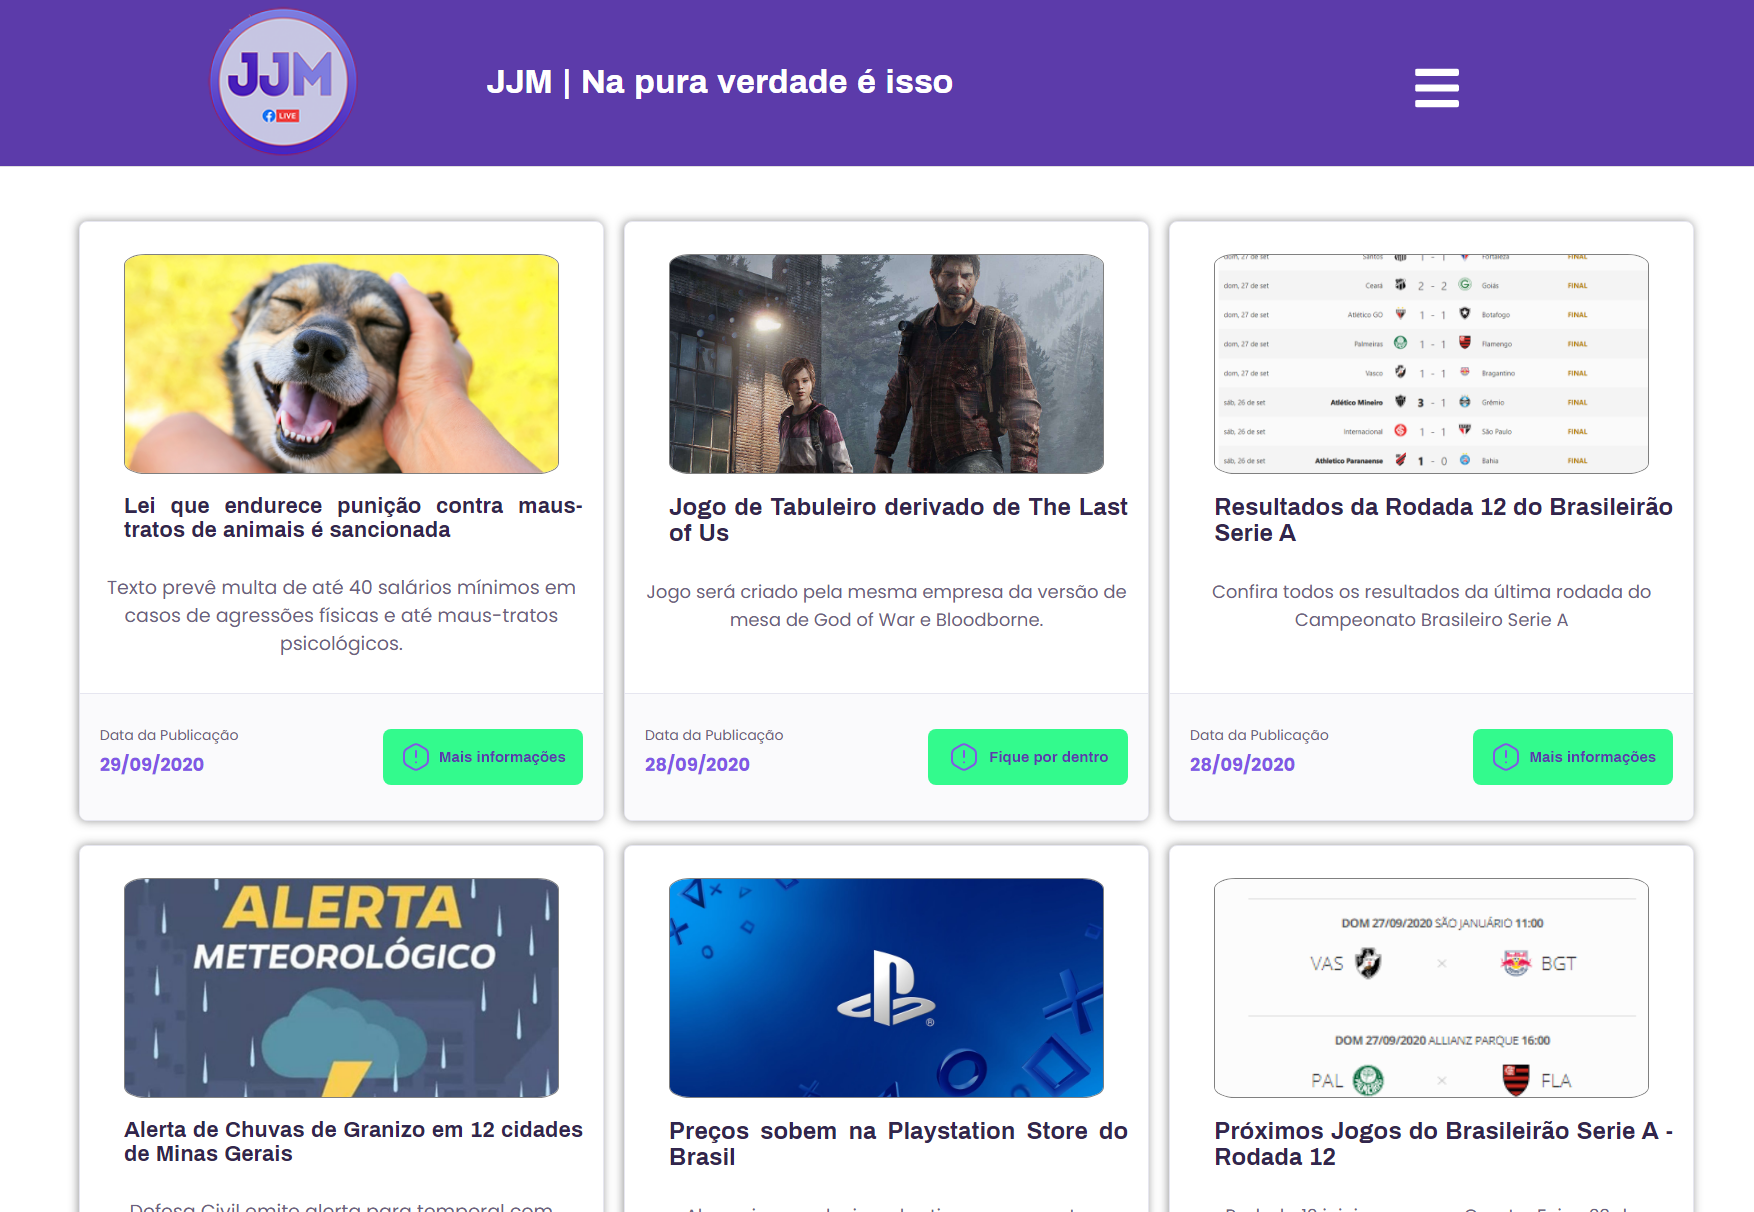 JJM
LIVE
JJM | Na pura verdade é isso
Lei que endurece punição contra maus-
tratos de animais é sancionada
Texto prevê multa de até 40 salários mínimos em
casos de agressões físicas e até maus-tratos
psicológicos.
Data da Publicação
29/09/2020
Mais informações
Jogo de Tabuleiro derivado de The Last
of Us
Jogo será criado pela mesma empresa da versão de
mesa de God of War e Bloodborne.
Data da Publicação
28/09/2020
Fique por dentro
dom, 27 de set Santos 1 - 1 Fortaleza FINAL
dom, 27 de set Ceará 2 - 2 Goiás FINAL
dom, 27 de set Atlético GO 1 - 1 Botafogo FINAL
dom, 27 de set Palmeiras 1 - 1 Flamengo FINAL
dom, 27 de set Vasco 1 - 1 Bragantino FINAL
sáb, 26 de set Atlético Mineiro 3 - 1 Grêmio FINAL
sáb, 26 de set Internacional 1 - 1 São Paulo FINAL
sáb, 26 de set Athletico Paranaense 1 - 0 Bahia FINAL
Resultados da Rodada 12 do Brasileirão
Serie A
Confira todos os resultados da última rodada do
Campeonato Brasileiro Serie A
Data da Publicação
28/09/2020
Mais informações
ALERTA
METEOROLÓGICO
Alerta de Chuvas de Granizo em 12 cidades
de Minas Gerais
Defesa Civil emite alerta para temporal com
Preços sobem na Playstation Store do
Brasil
DOM 27/09/2020 SÃO JANUÁRIO 11:00
VAS × BGT
DOM 27/09/2020 ALLIANZ PARQUE 16:00
PAL × FLA
Próximos Jogos do Brasileirão Serie A -
Rodada 12